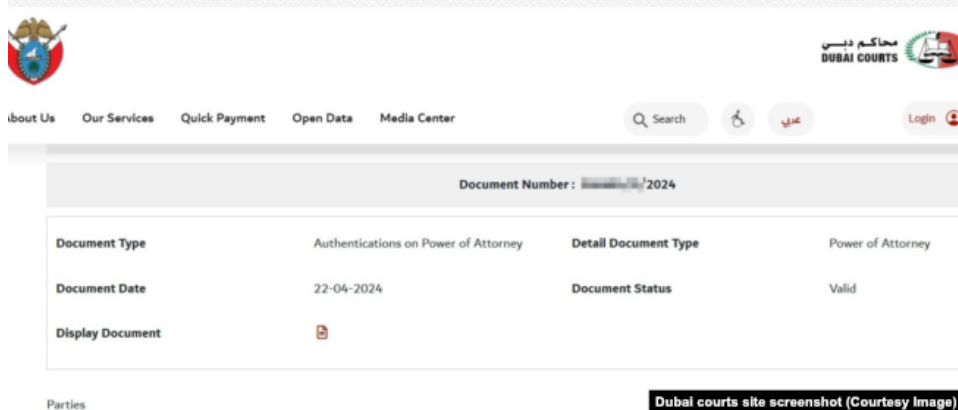 محاكم دبي
DUBAI COURTS
bout Us Our Services Quick Payment Open Data Media Center Search عربي Login
Document Number : /2024
Document Type Authentications on Power of Attorney Detail Document Type Power of Attorney
Document Date 22-04-2024 Document Status Valid
Display Document
Parties
Dubai courts site screenshot (Courtesy Image)